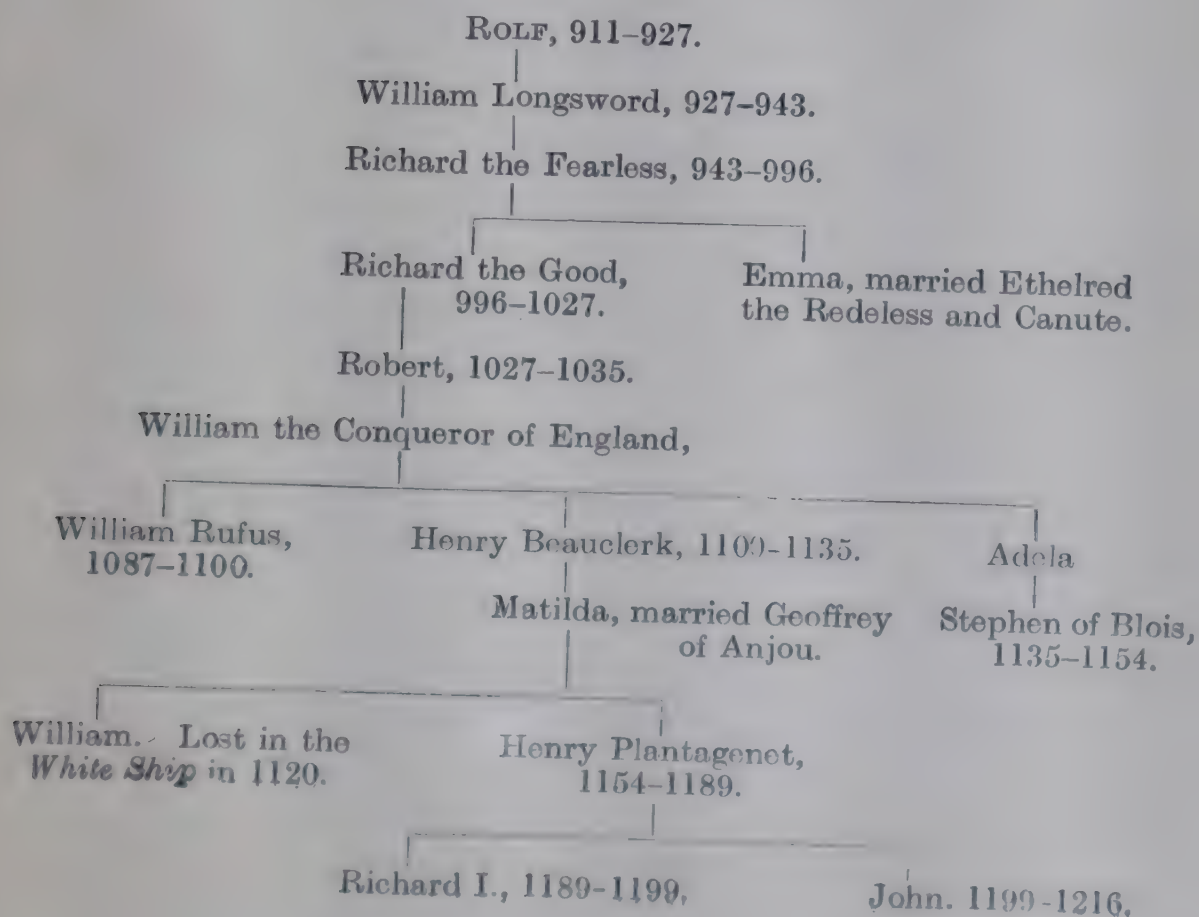 ROLF, 911–927.
William Longsword, 927–943.
Richard the Fearless, 943–996.
Richard the Good,
996–1027.
Emma, married Ethelred
the Redeless and Canute.
Robert, 1027–1035.
William the Conqueror of England,
William Rufus,
1087–1100.
Henry Beauclerk, 1100-1135.
Adela
Matilda, married Geoffrey
of Anjou.
Stephen of Blois,
1135–1154.
William. Lost in the
White Ship in 1120.
Henry Plantagenet,
1154–1189.
Richard I., 1189-1199,
John. 1199-1216.